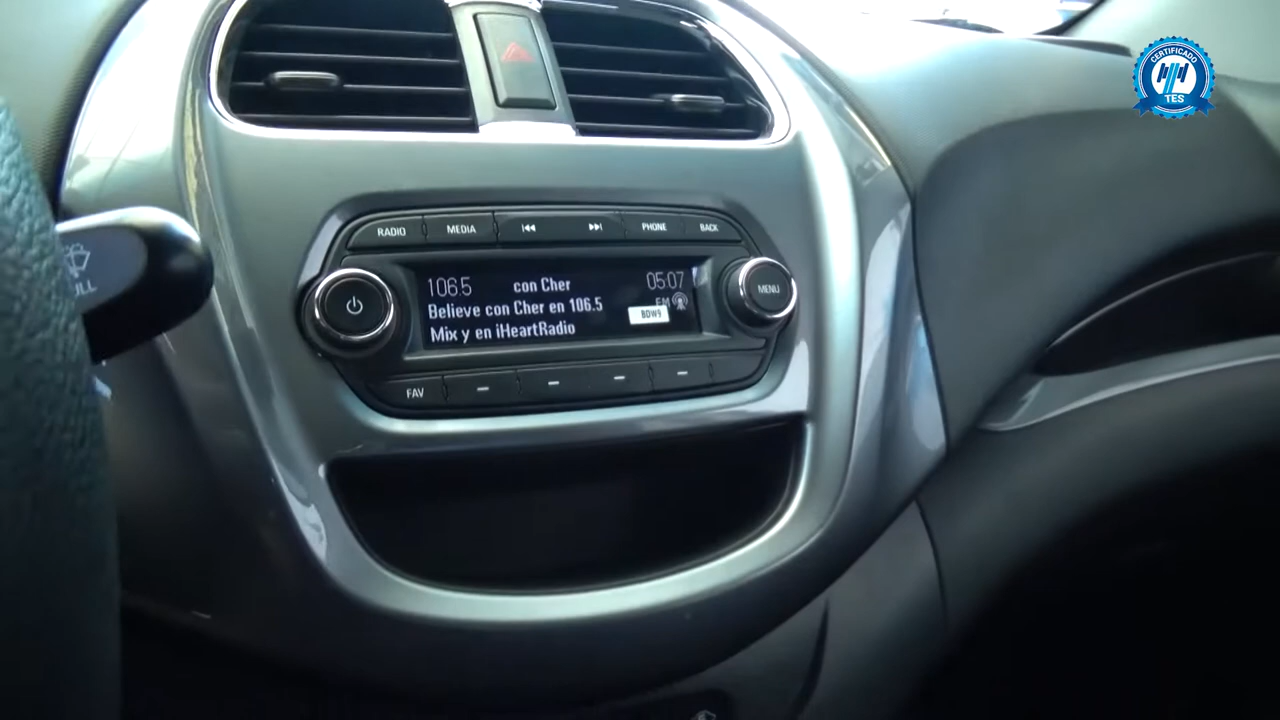 CERTIFICADO
TES
RADIO
MEDIA
PHONE
BACK
106.5 con Cher 05:07
Believe con Cher en 106.5 FM
BDW9
Mix y en iHeartRadio
MENU
FAV